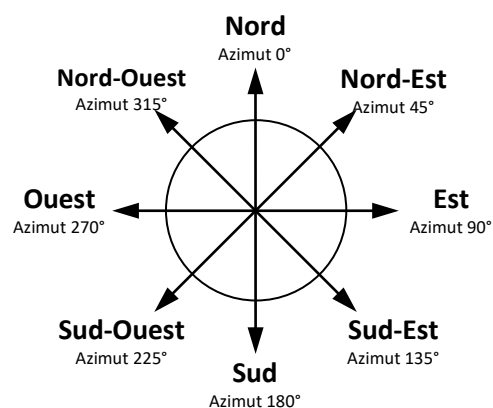 Nord
Azimut 0°
Nord-Ouest
Azimut 315°
Nord-Est
Azimut 45°
Ouest
Azimut 270°
Est
Azimut 90°
Sud-Ouest
Azimut 225°
Sud-Est
Azimut 135°
Sud
Azimut 180°